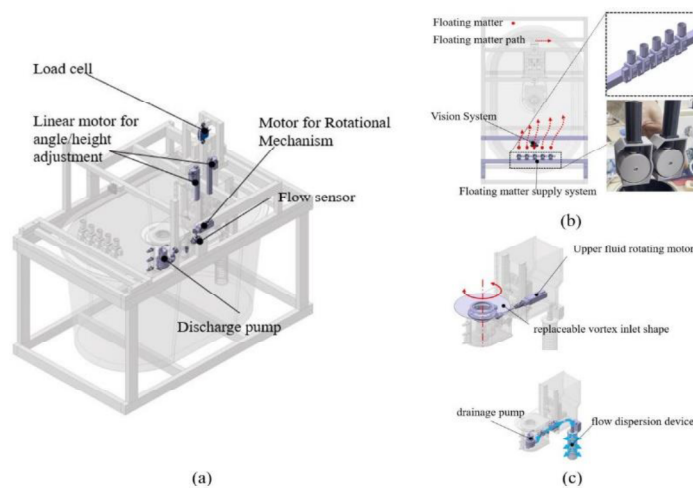 Load cell
Linear motor for
angle/height
adjustment
Motor for Rotational
Mechanism
Flow sensor
Discharge pump
(a)
Floating matter
Floating matter path
Vision System
Floating matter supply system
(b)
Upper fluid rotating motor
replaceable vortex inlet shape
drainage pump
flow dispersion device
(c)